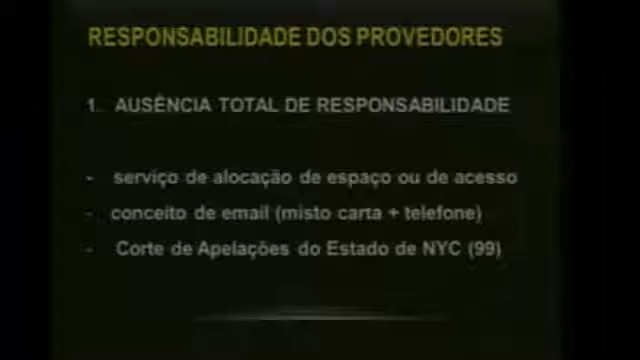 RESPONSABILIDADE DOS PROVEDORES
1. AUSÊNCIA TOTAL DE RESPONSABILIDADE
- serviço de alocação de espaço ou de acesso
- conceito de email (misto carta + telefone)
- Corte de Apelações do Estado de NYC (99)